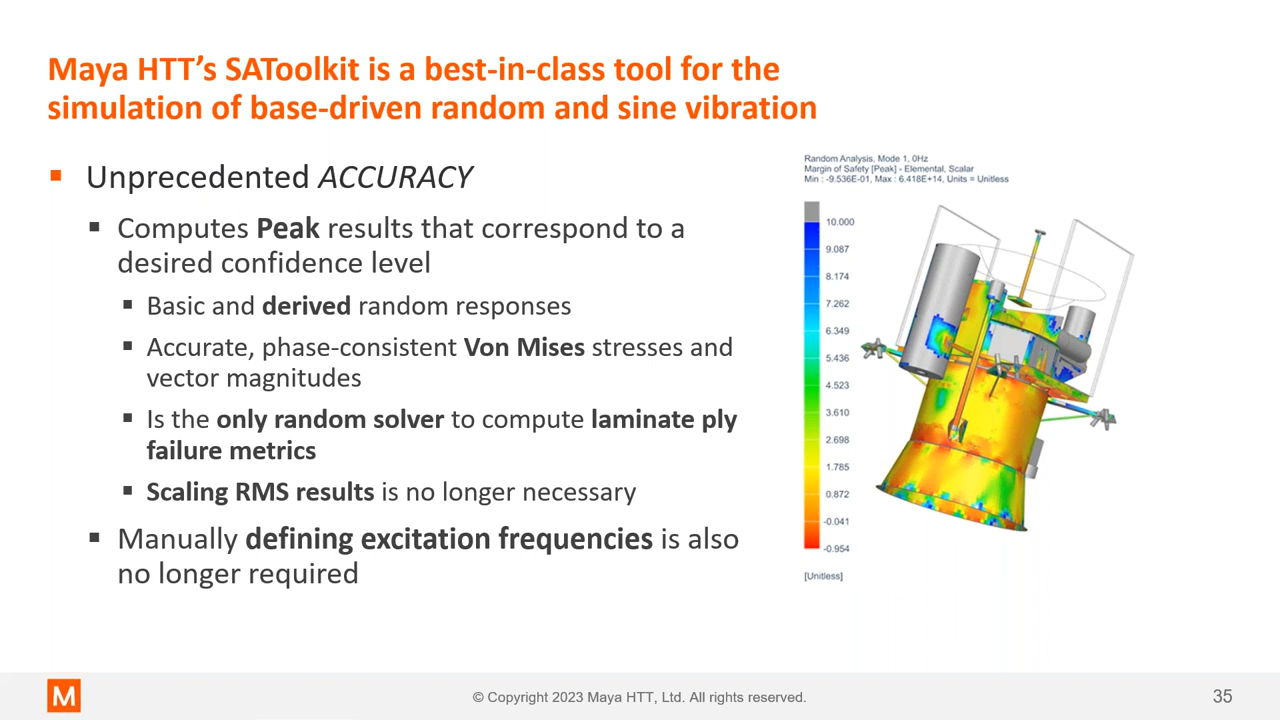 Maya HTT's SAToolkit is a best-in-class tool for the
simulation of base-driven random and sine vibration
▪ Unprecedented ACCURACY
▪ Computes Peak results that correspond to a
desired confidence level
▪ Basic and derived random responses
▪ Accurate, phase-consistent Von Mises stresses and
vector magnitudes
▪ Is the only random solver to compute laminate ply
failure metrics
▪ Scaling RMS results is no longer necessary
▪ Manually defining excitation frequencies is also
no longer required
Random Analysis, Mode 1, 0Hz
Margin of Safety [Peak] - Elemental, Scalar
Min : -9.536E-01, Max : 6.418E+14, Units = Unitless
10.000
9.087
8.174
7.262
6.349
5.436
4.523
3.610
2.698
1.785
0.872
-0.041
-0.954
[Unitless]
M
© Copyright 2023 Maya HTT, Ltd. All rights reserved.
35